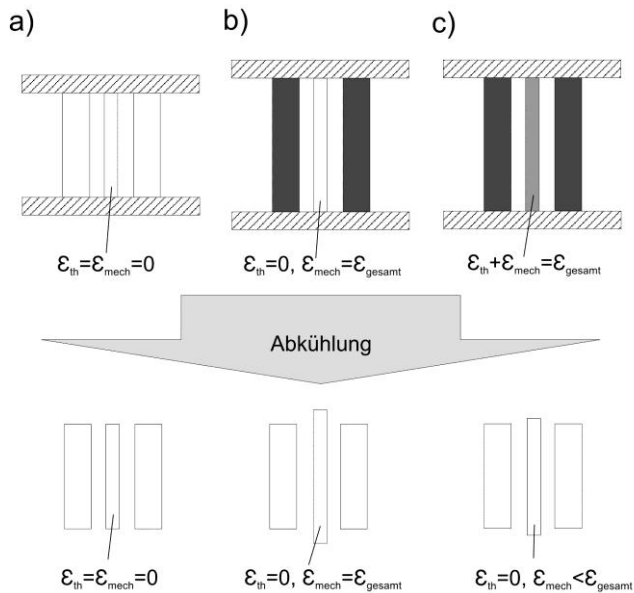 a)
b)
c)
εth=εmech=0
εth=0, εmech=εgesamt
εth+εmech=εgesamt
Abkühlung
εth=εmech=0
εth=0, εmech=εgesamt
εth=0, εmech<εgesamt